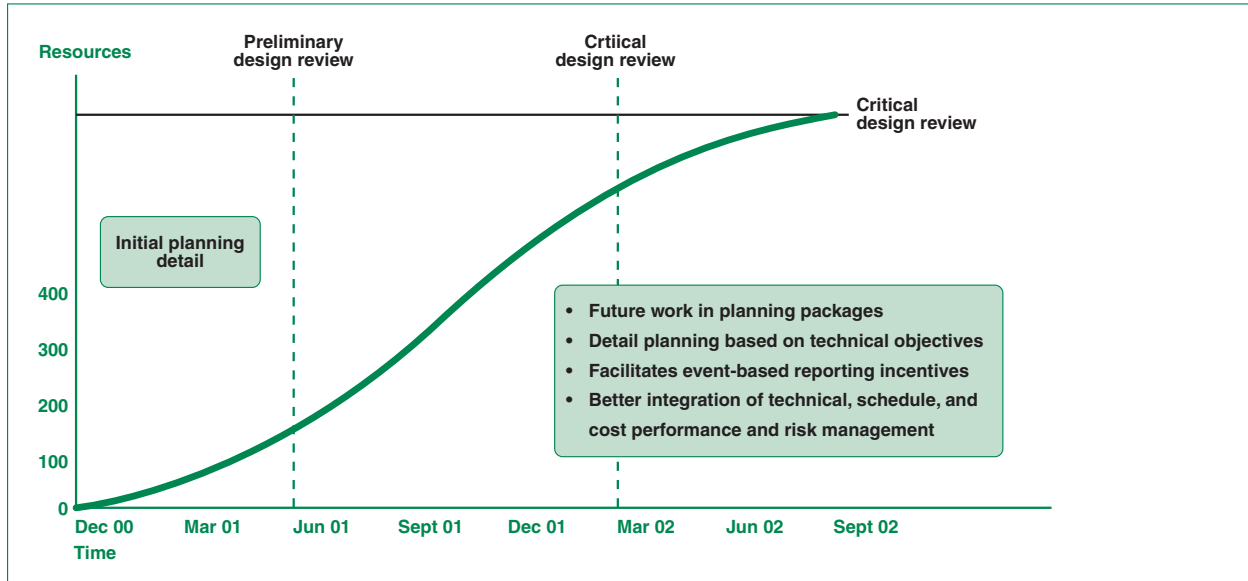 Resources
Preliminary
design review
Crtiical
design review
Critical
design review
Initial planning
detail
400
300
200
100
0
• Future work in planning packages
• Detail planning based on technical objectives
• Facilitates event-based reporting incentives
• Better integration of technical, schedule, and
cost performance and risk management
Dec 00 Mar 01 Jun 01 Sept 01 Dec 01 Mar 02 Jun 02 Sept 02
Time